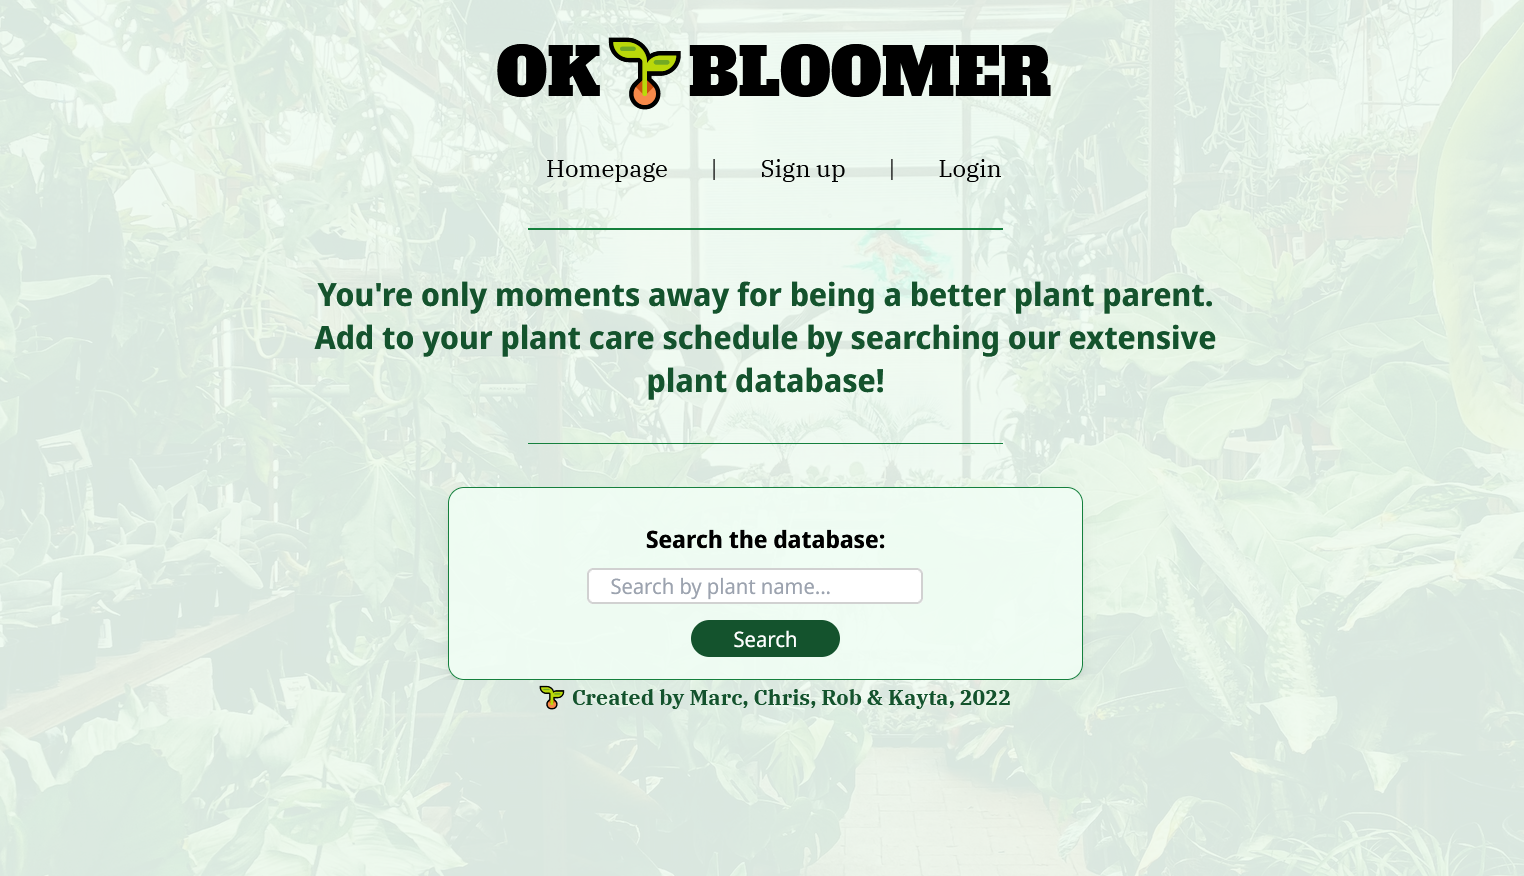 OK BLOOMER
Homepage | Sign up | Login
You're only moments away for being a better plant parent.
Add to your plant care schedule by searching our extensive
plant database!
Search the database:
Search by plant name...
Search
Created by Marc, Chris, Rob & Kayta, 2022